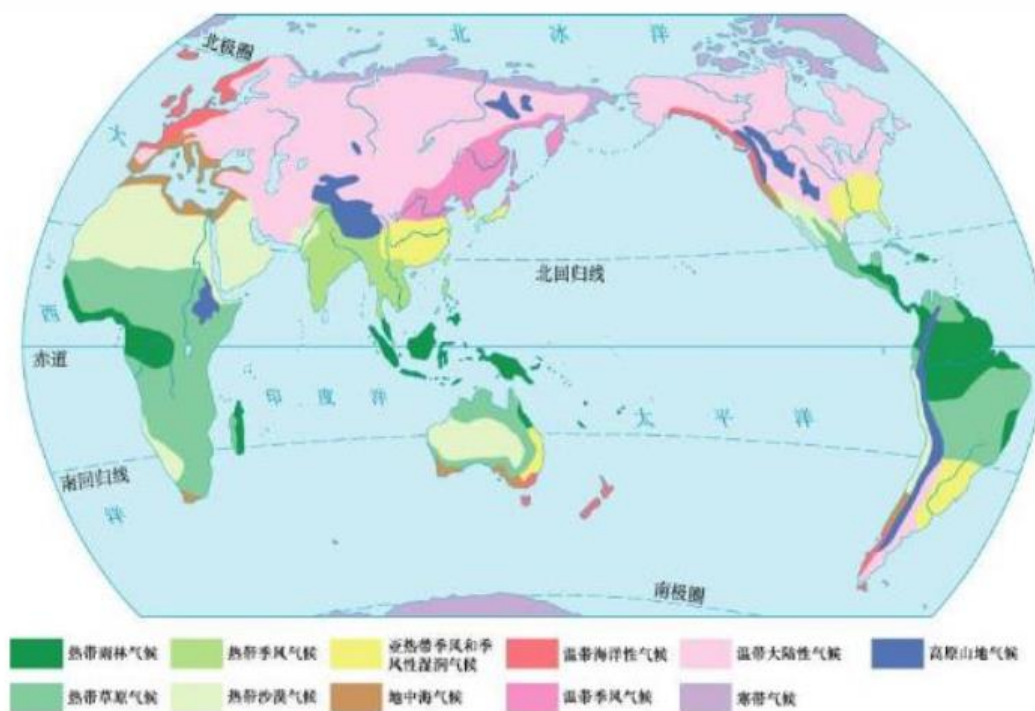 北冰洋
北极圈
大
西
洋
北回归线
赤道
印度洋
太平洋
南回归线
南极圈
热带雨林气候
热带季风气候
亚热带季风和季
风性湿润气候
温带海洋性气候
温带大陆性气候
高原山地气候
热带草原气候
热带沙漠气候
地中海气候
温带季风气候
寒带气候